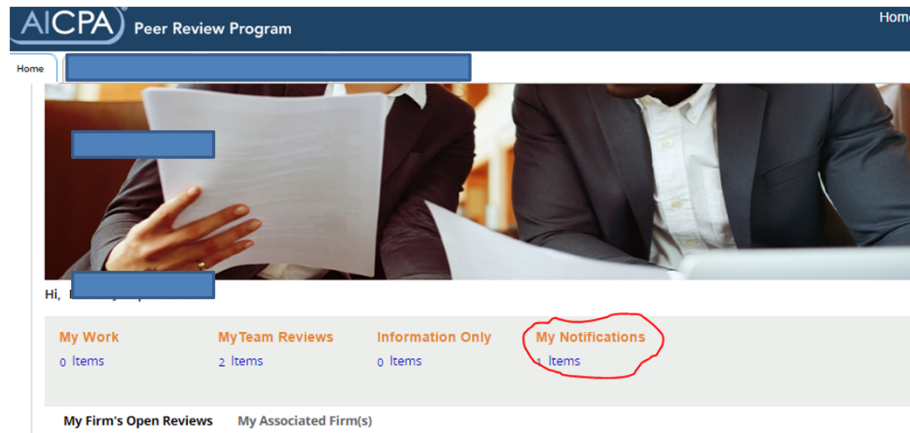 AICPA® Peer Review Program
Home
Home
Hi,
My Work MyTeam Reviews Information Only My Notifications
0 Items 2 Items 0 Items 1 Items
My Firm's Open Reviews My Associated Firm(s)